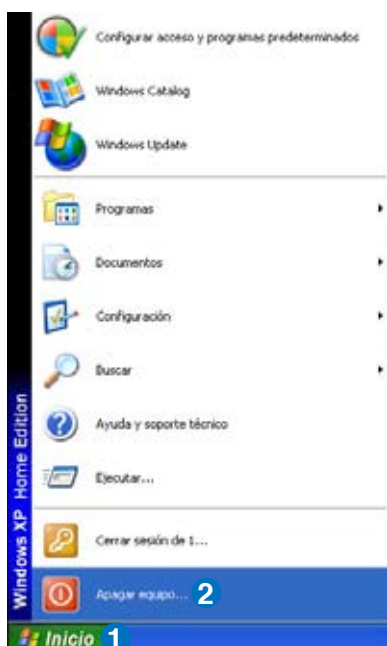 Configurar acceso y programas predeterminados
Windows Catalog
Windows Update
Programas
Documentos
Configuración
Buscar
Ayuda y soporte técnico
Ejecutar...
Cerrar sesión de 1...
Apagar equipo... 2
Windows XP Home Edition
Inicio 1